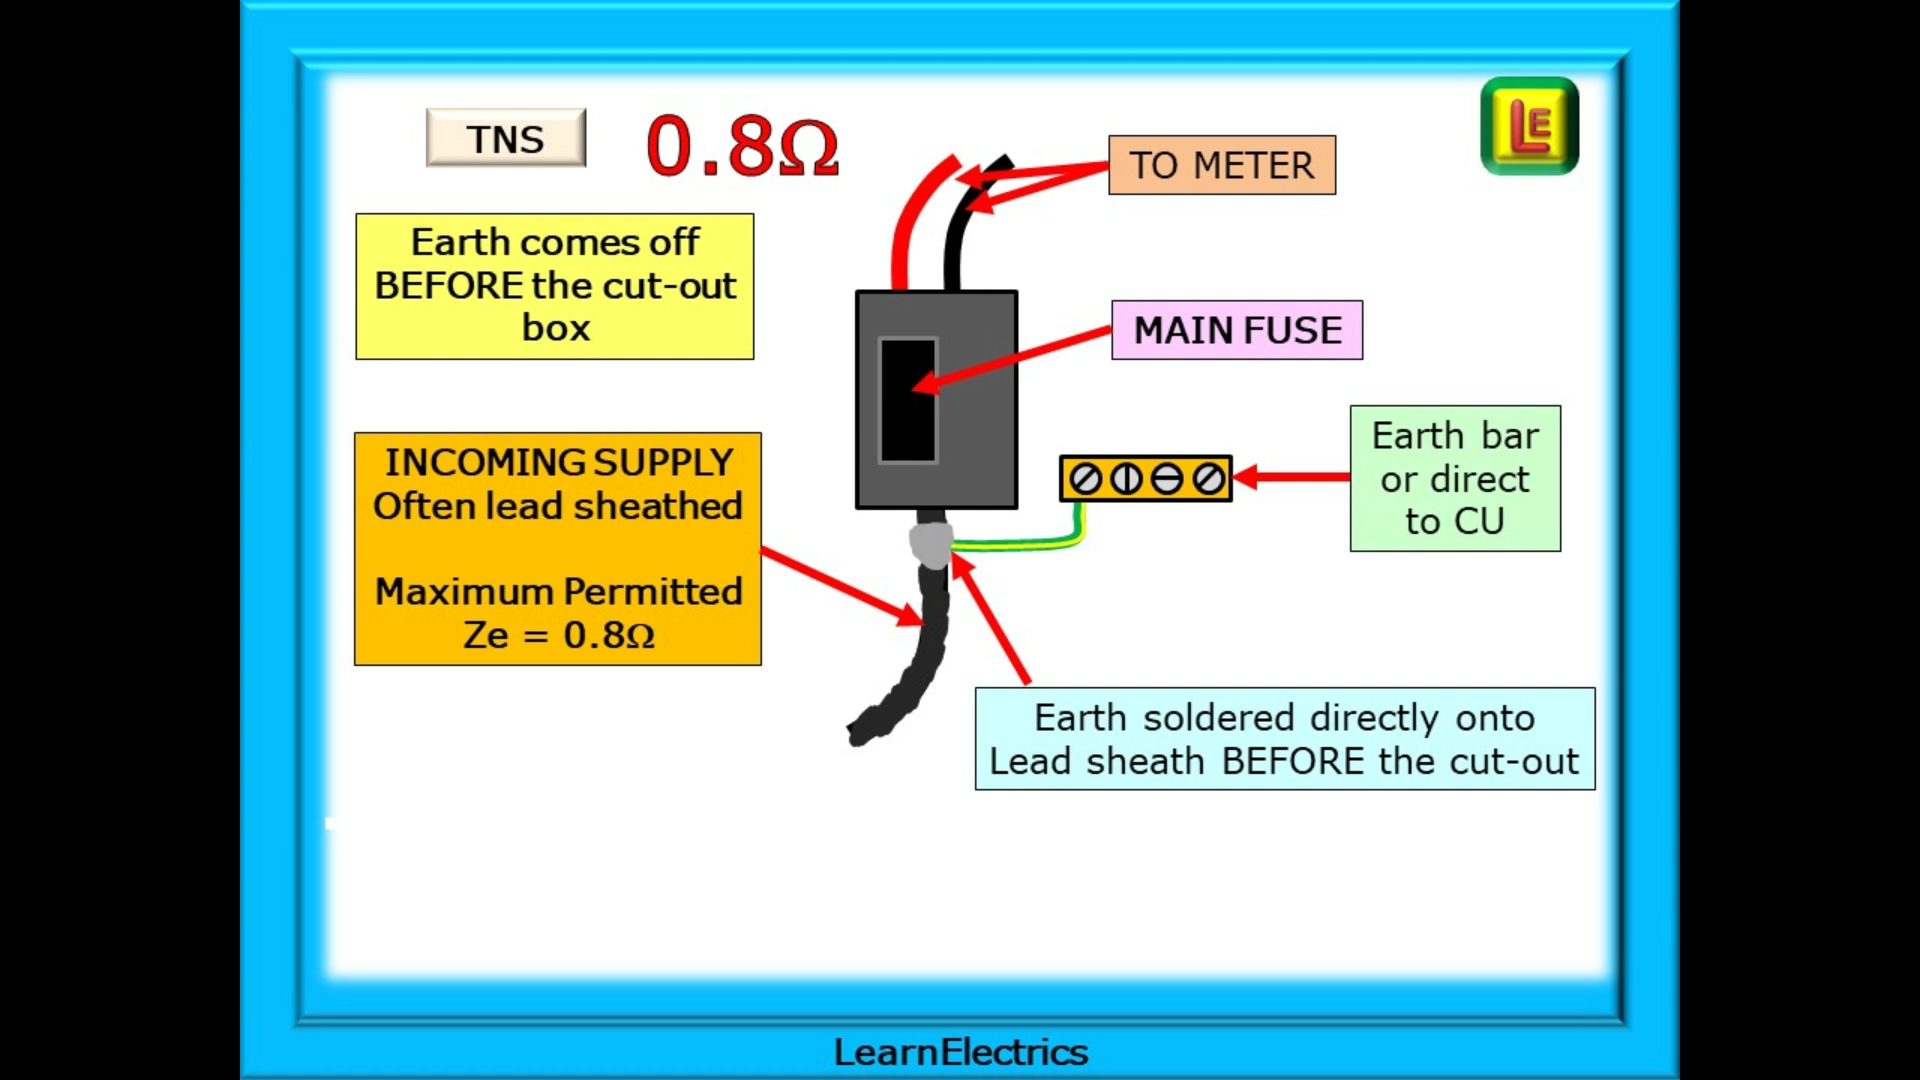 TNS
0.8Ω
LE
TO METER
Earth comes off
BEFORE the cut-out
box
MAIN FUSE
Earth bar
or direct
to CU
INCOMING SUPPLY
Often lead sheathed
Maximum Permitted
Ze = 0.8Ω
Earth soldered directly onto
Lead sheath BEFORE the cut-out
LearnElectrics